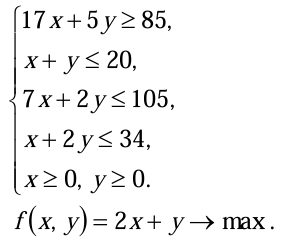 17x + 5y ≥ 85,
x + y ≤ 20,
7x + 2y ≤ 105,
x + 2y ≤ 34,
x ≥ 0, y ≥ 0.
f(x, y) = 2x + y → max.